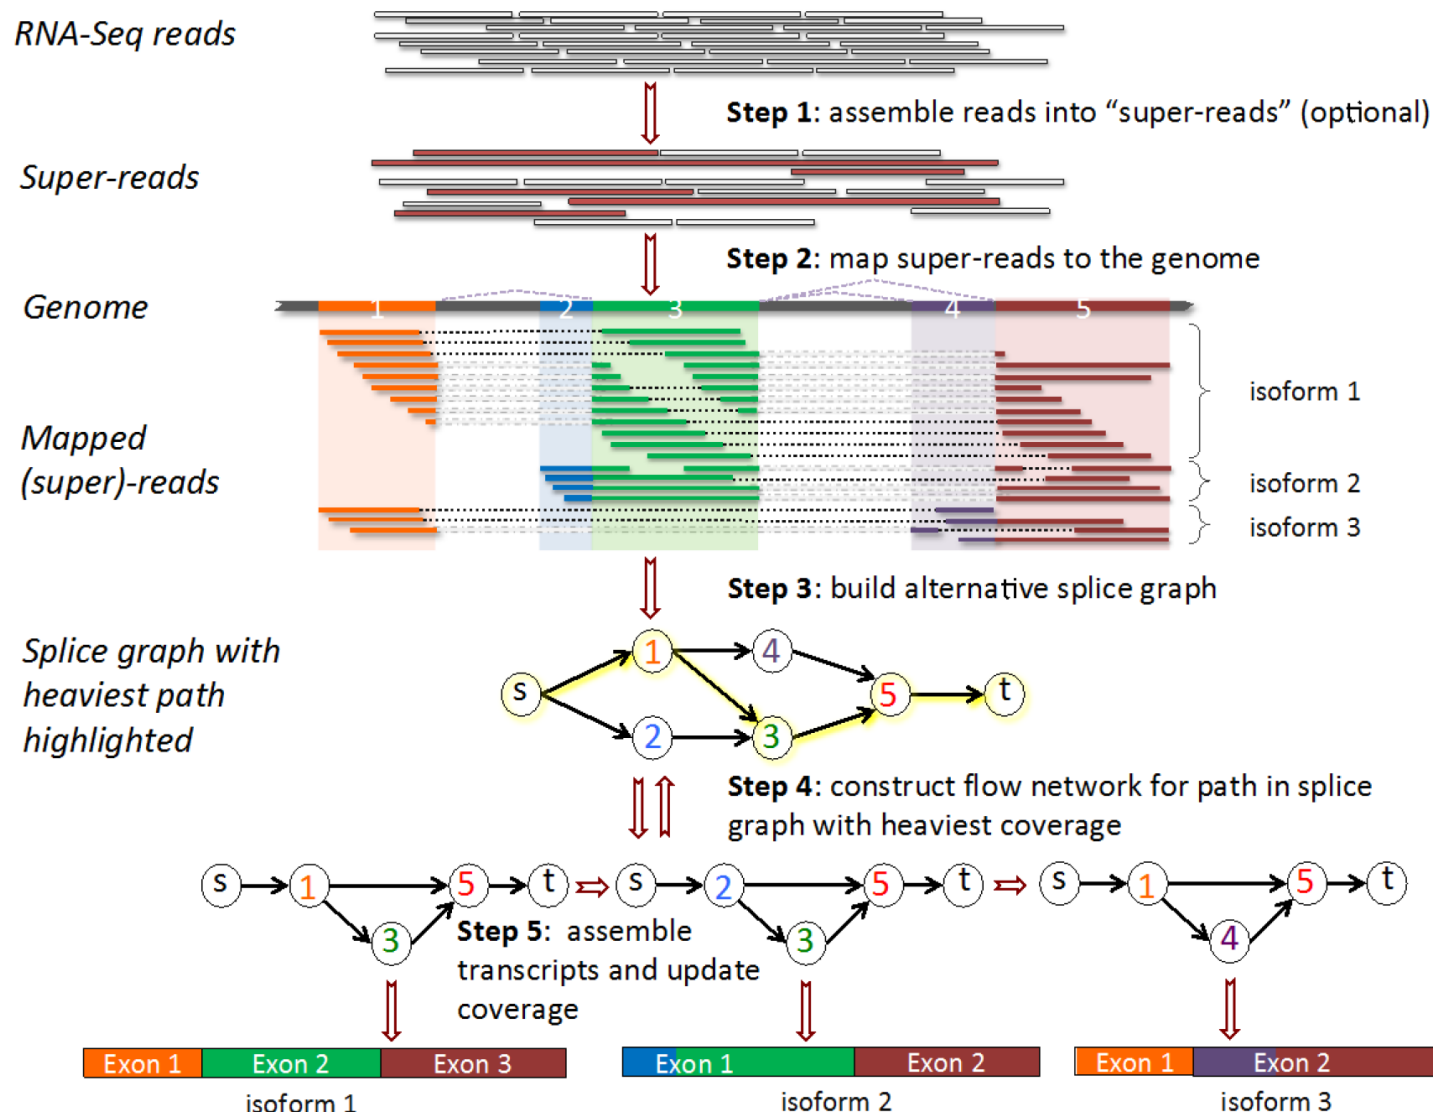 RNA-Seq reads
Step 1: assemble reads into “super-reads” (optional)
Super-reads
Step 2: map super-reads to the genome
Genome
1 2 3 4 5
isoform 1
Mapped
(super)-reads
isoform 2
isoform 3
Step 3: build alternative splice graph
Splice graph with
heaviest path
highlighted
s 1 4 5 t
2 3
Step 4: construct flow network for path in splice
graph with heaviest coverage
s 1 5 t
3
s 2 5 t
3
s 1 5 t
4
Step 5: assemble
transcripts and update
coverage
Exon 1 Exon 2 Exon 3
isoform 1
Exon 1 Exon 2
isoform 2
Exon 1 Exon 2
isoform 3